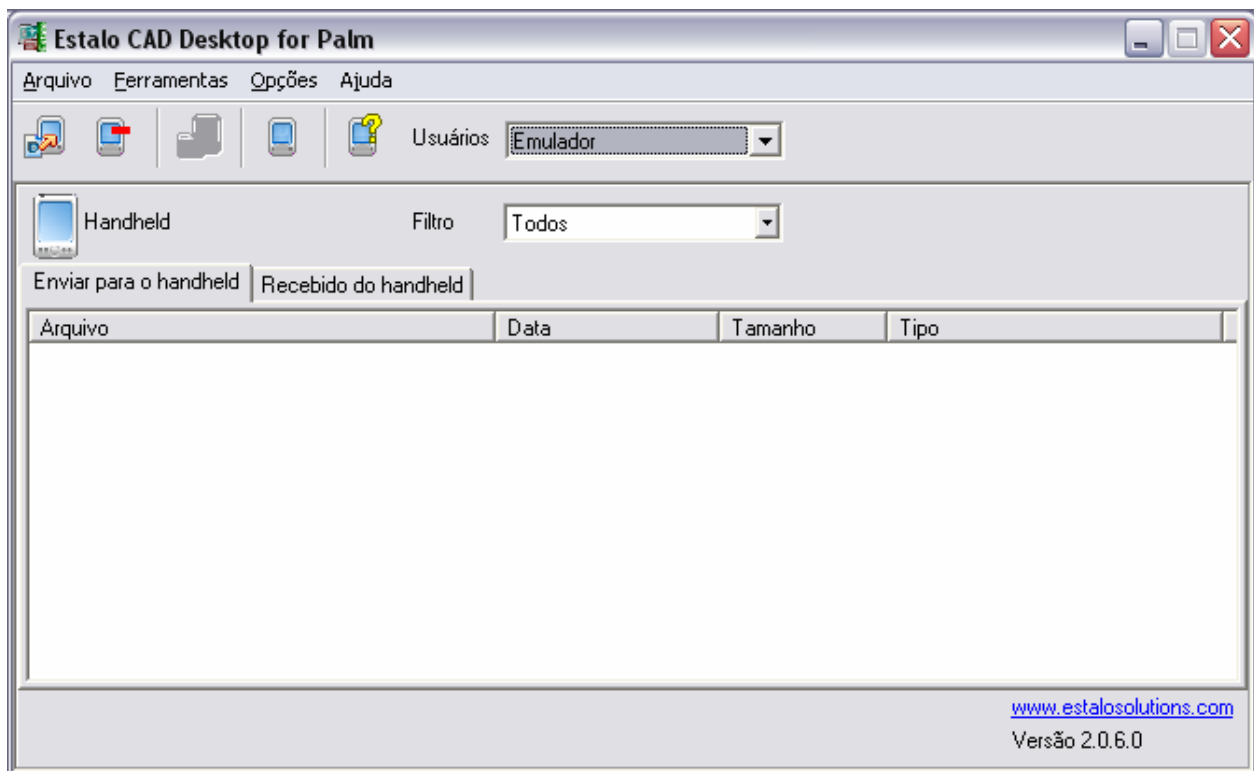 Estalo CAD Desktop for Palm
Arquivo Ferramentas Opções Ajuda
Usuários Emulador
Handheld Filtro Todos
Enviar para o handheld Recebido do handheld
Arquivo Data Tamanho Tipo
www.estalosolutions.com
Versão 2.0.6.0